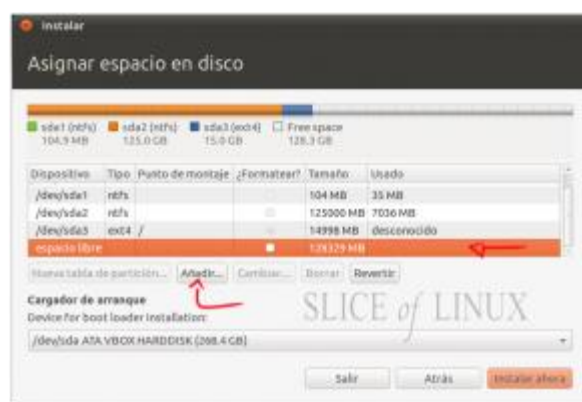 Instalar
Asignar espacio en disco
sda1 (ntfs) sda2 (ntfs) sda3 (ext4) Free space
104.9 MB 125.0 GB 15.0 GB 128.3 GB
Dispositivo Tipo Punto de montaje ¿Formatear? Tamaño Usado
/dev/sda1 ntfs 104 MB 35 MB
/dev/sda2 ntfs 125000 MB 7036 MB
/dev/sda3 ext4 / 14998 MB desconocido
espacio libre 128329 MB
Nueva tabla de partición... Añadir... Cambiar... Borrar Revertir
Cargador de arranque
SLICE of LINUX
Device for boot loader installation:
/dev/sda ATA VBOX HARDDISK (268.4 GB)
Salir Atrás Instalar ahora